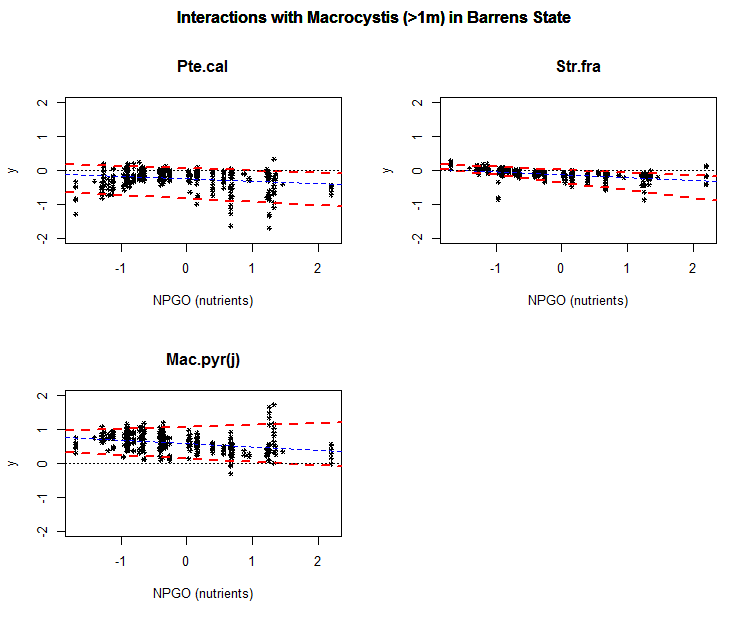 Interactions with Macrocystis (>1m) in Barrens State
Pte.cal
2
1
0
-1
-2
y
-1 0 1 2
NPGO (nutrients)
Str.fra
2
1
0
-1
-2
y
-1 0 1 2
NPGO (nutrients)
Mac.pyr(j)
2
1
0
-1
-2
y
-1 0 1 2
NPGO (nutrients)